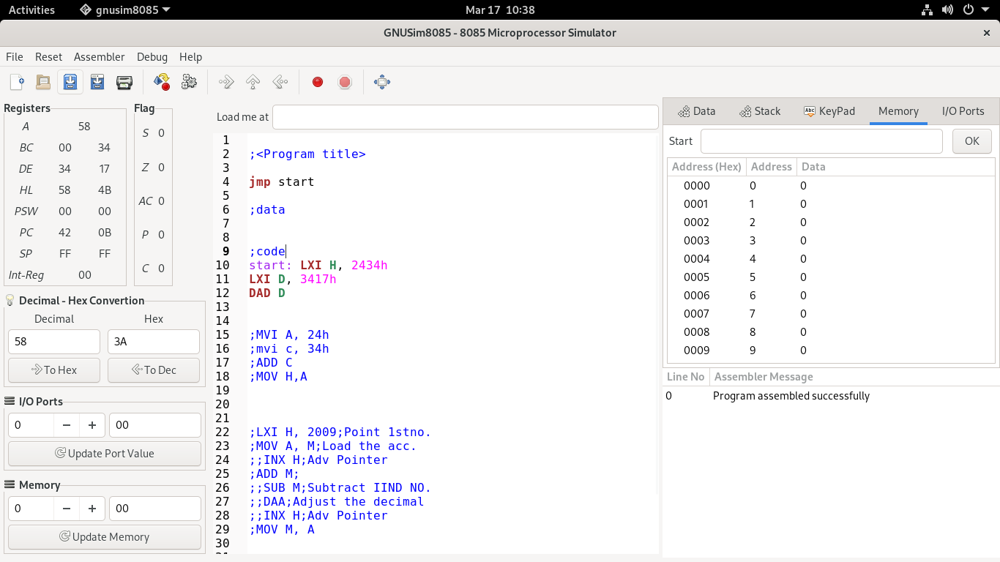 Activities gnusim8085 Mar 17 10:38
GNUSim8085 - 8085 Microprocessor Simulator ×
File Reset Assembler Debug Help
Registers
A 58
BC 00 34
DE 34 17
HL 58 4B
PSW 00 00
PC 42 0B
SP FF FF
Int-Reg 00
Flag
S 0
Z 0
AC 0
P 0
C 0
Decimal - Hex Convertion
Decimal Hex
58 3A
To Hex To Dec
I/O Ports
0 − + 00
Update Port Value
Memory
0 − + 00
Update Memory
Load me at
1
2 ;<Program title>
3
4 jmp start
5
6 ;data
7
8
9 ;code
10 start: LXI H, 2434h
11 LXI D, 3417h
12 DAD D
13
14
15 ;MVI A, 24h
16 ;mvi c, 34h
17 ;ADD C
18 ;MOV H,A
19
20
21
22 ;LXI H, 2009;Point 1stno.
23 ;MOV A, M;Load the acc.
24 ;;INX H;Adv Pointer
25 ;ADD M;
26 ;;SUB M;Subtract IIND NO.
27 ;;DAA;Adjust the decimal
28 ;;INX H;Adv Pointer
29 ;MOV M, A
30
Data Stack Abc KeyPad Memory I/O Ports
Start OK
Address (Hex) Address Data
0000 0 0
0001 1 0
0002 2 0
0003 3 0
0004 4 0
0005 5 0
0006 6 0
0007 7 0
0008 8 0
0009 9 0
Line No Assembler Message
0 Program assembled successfully